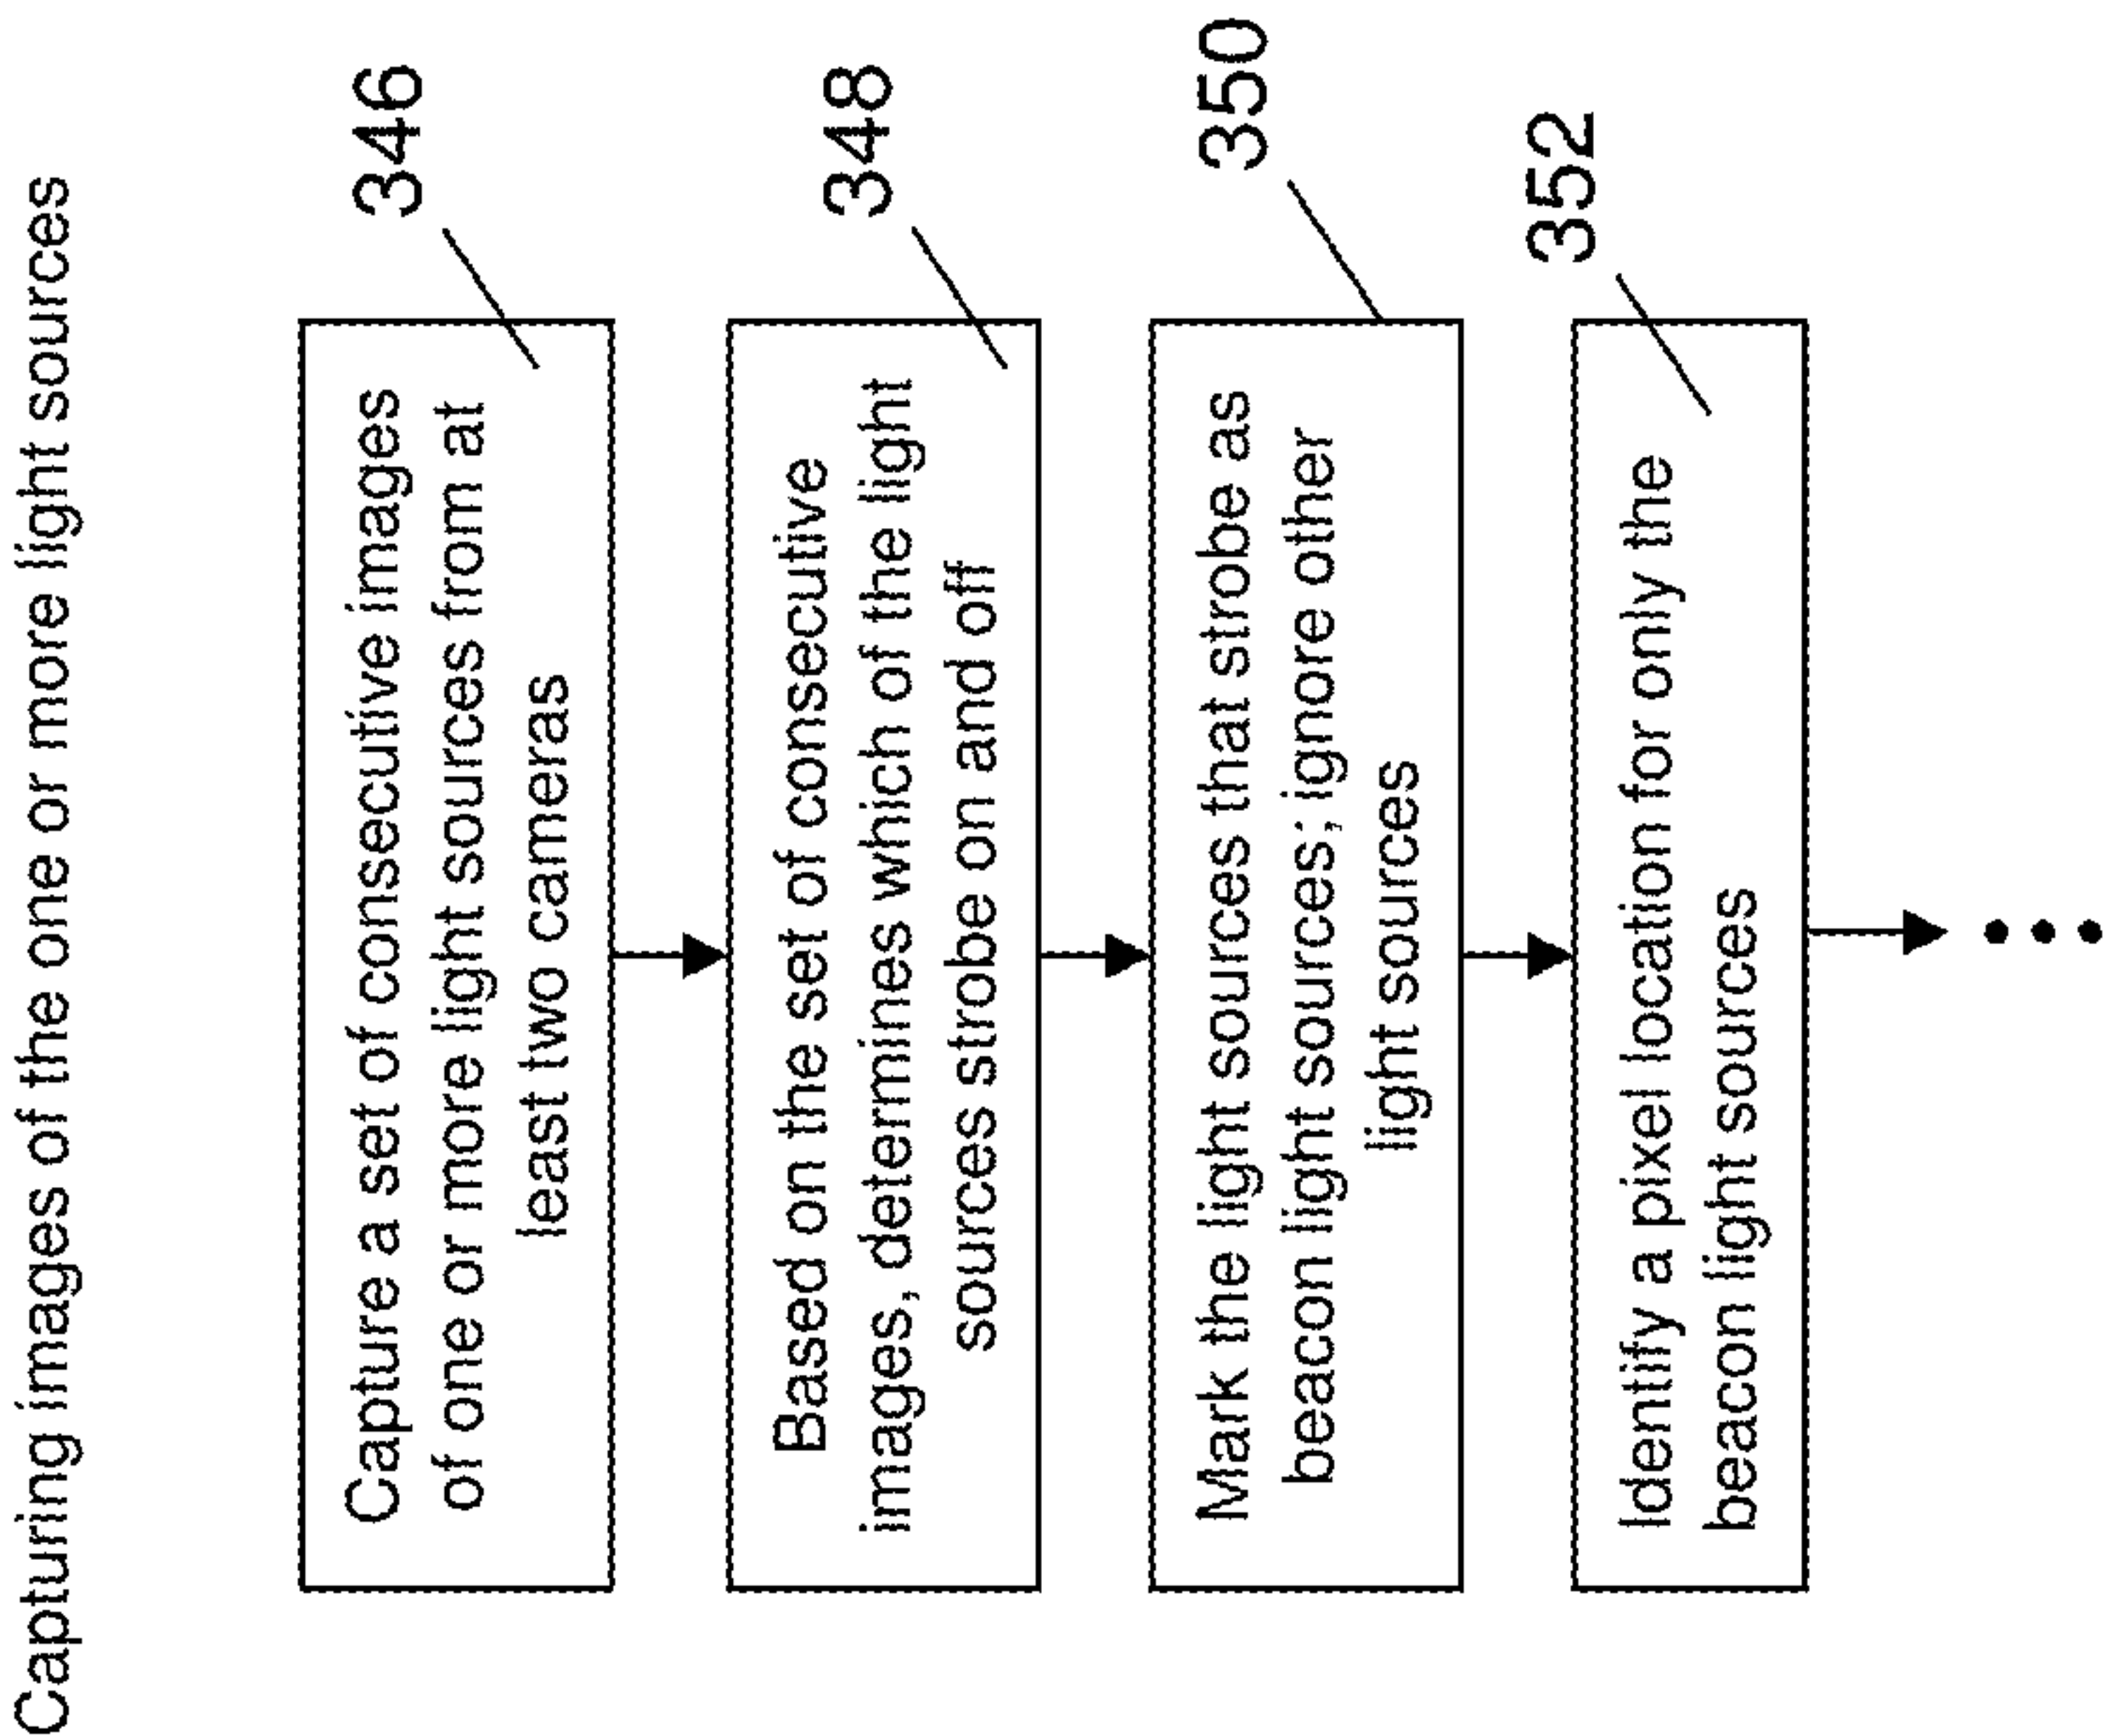 Capturing images of the one or more light sources
Capture a set of consecutive images
of one or more light sources from at
least two cameras
346
Based on the set of consecutive
images, determines which of the light
sources strobe on and off
348
Mark the light sources that strobe as
beacon light sources; ignore other
light sources
350
Identify a pixel location for only the
beacon light sources
352